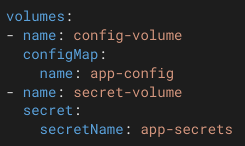 volumes:
- name: config-volume
  configMap:
    name: app-config
- name: secret-volume
  secret:
    secretName: app-secrets